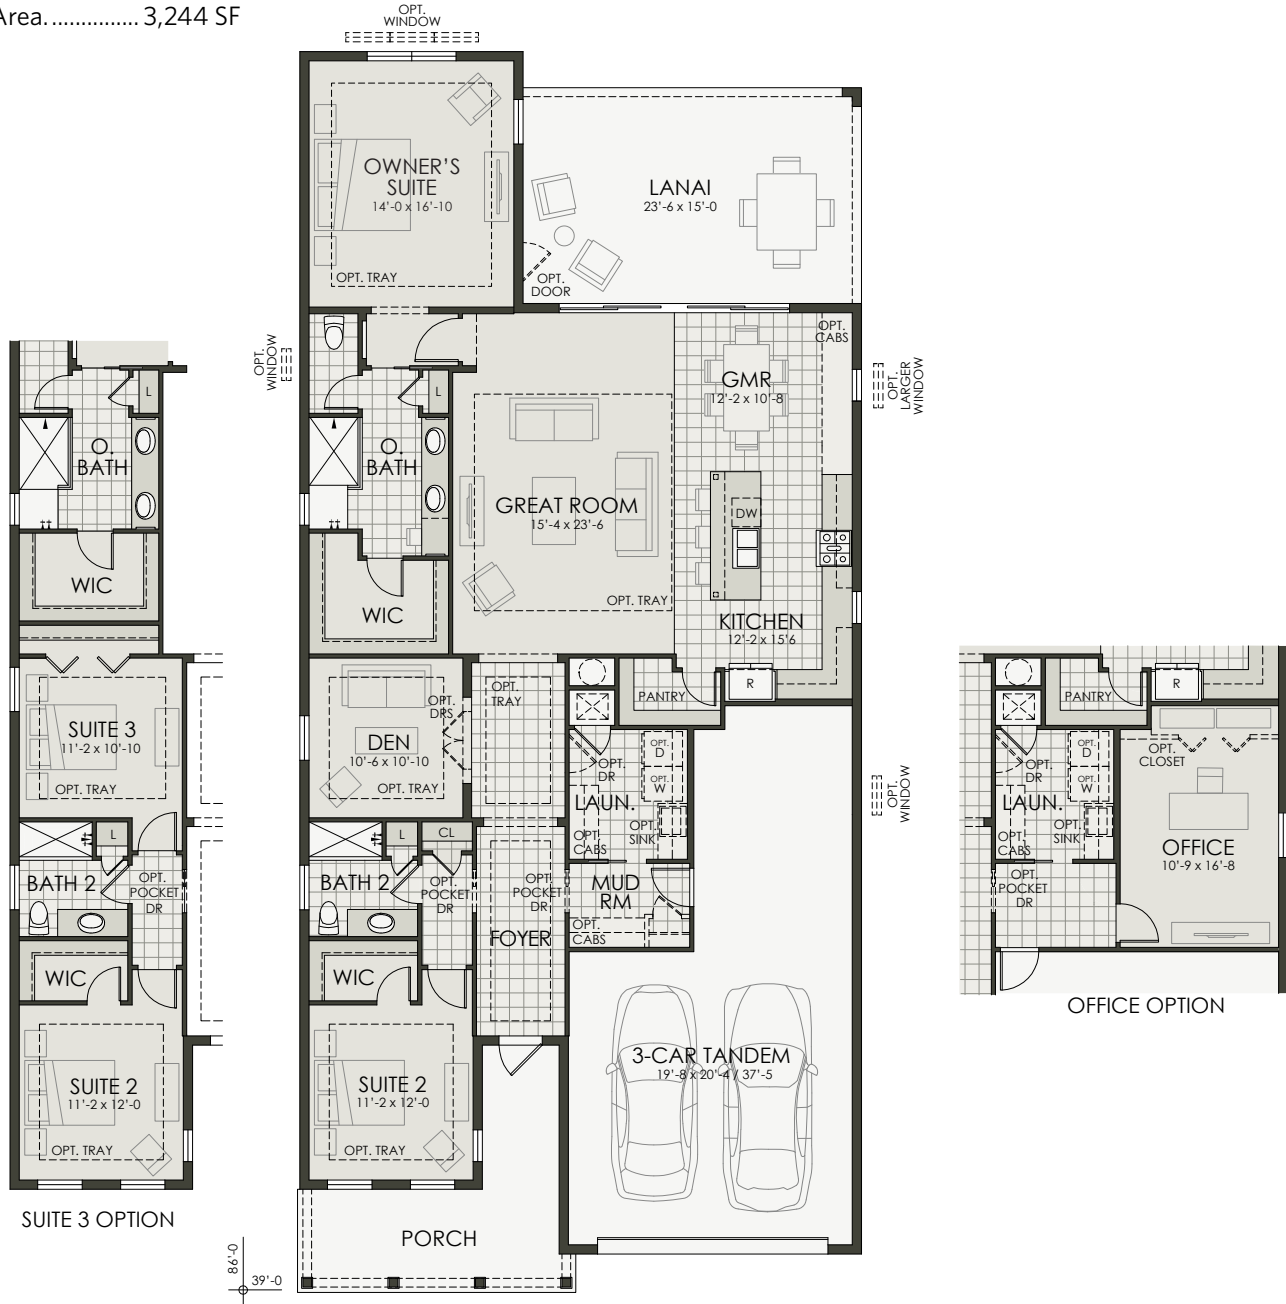 Area. ............... 3,244 SF
OPT.
WINDOW
OWNER'S
SUITE
14'-0 x 16'-10
OPT. TRAY
LANAI
23'-6 x 15'-0
OPT.
DOOR
OPT.
WINDOW
OPT.
CABS
OPT.
LARGER
WINDOW
GMR
12'-2 x 10'-8
L
O.
BATH
WIC
GREAT ROOM
15'-4 x 23'-6
OPT. TRAY
DW
KITCHEN
12'-2 x 15'6
R
PANTRY
OPT.
TRAY
OPT.
DRS
DEN
10'-6 x 10'-10
OPT. TRAY
OPT.
DR
OPT.
D
OPT.
W
LAUN.
OPT.
CABS
OPT.
SINK
OPT.
WINDOW
L
CL
BATH 2
OPT.
POCKET
DR
OPT.
POCKET
DR
MUD
RM
OPT.
CABS
FOYER
WIC
SUITE 2
11'-2 x 12'-0
OPT. TRAY
3-CAR TANDEM
19'-8 x 20'-4 / 37'-5
PORCH
86'-0
39'-0
L
O.
BATH
WIC
SUITE 3
11'-2 x 10'-10
OPT. TRAY
L
BATH 2
OPT.
POCKET
DR
WIC
SUITE 2
11'-2 x 12'-0
OPT. TRAY
SUITE 3 OPTION
PANTRY
R
OPT.
CLOSET
OPT.
DR
OPT.
D
OPT.
W
LAUN.
OPT.
CABS
OPT.
SINK
OFFICE
10'-9 x 16'-8
OPT.
POCKET
DR
OFFICE OPTION